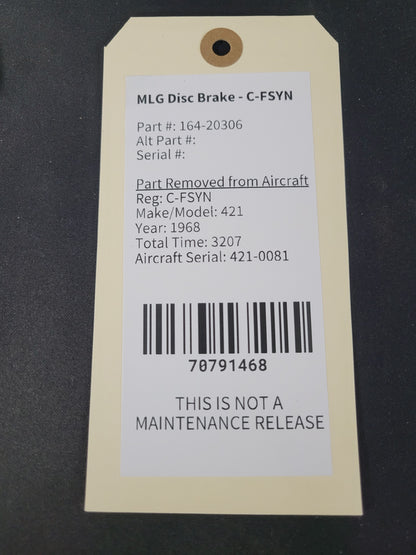 MLG Disc Brake - C-FSYN
Part #: 164-20306
Alt Part #:
Serial #:
Part Removed from Aircraft
Reg: C-FSYN
Make/Model: 421
Year: 1968
Total Time: 3207
Aircraft Serial: 421-0081
70791468
THIS IS NOT A
MAINTENANCE RELEASE